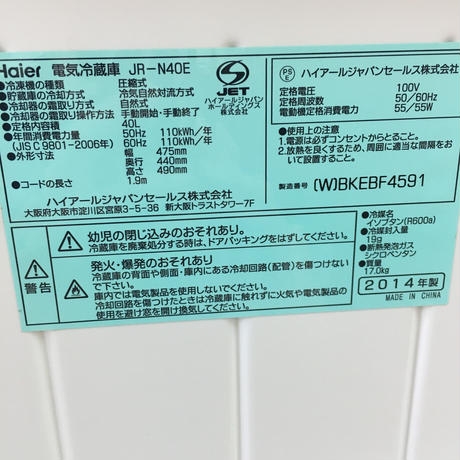 Haier 電気冷蔵庫 JR-N40E
●冷凍機の種類 圧縮式
●貯蔵室の冷却方式 冷気自然対流方式
●冷却器の霜取り方式 自然式
●冷却器の霜取り操作方法 手動開始・手動終了
●定格内容積 40L
●年間消費電力量 50Hz 110kWh/年
(JIS C 9801-2006年) 60Hz 110kWh/年
●外形寸法 幅 475mm
奥行 440mm
高さ 490mm
●コードの長さ 1.9m
ハイアールジャパンセールス株式会社
大阪府大阪市淀川区宮原3-5-36 新大阪トラストタワー7F
S
JET
ハイアールジャパン
ホールディングス
株式会社
PS
E
ハイアールジャパンセールス株式会社
定格電圧 100V
定格周波数 50/60Hz
電動機定格消費電力 55/55W
●使用上の注意
1.電源は必ずコンセントからとること。
2.放熱を良くするため、周囲に適当な間隔をお
いて設置すること。
製造番号 (W)BKEBF4591
警告
幼児の閉じ込みのおそれあり。
冷蔵庫を廃棄処分する時は、ドアパッキングをはずしてください。
発火・爆発のおそれあり
冷蔵庫の背面や側面・庫内にある冷却回路(配管)を傷つけない
で下さい。
庫内では電気製品を使用しないでください。
冷却回路を傷つけたときは冷蔵庫に触れずに火気や電気製品の
使用を避け窓を開け換気してください。
●冷媒名
イソブタン(R600a)
●冷媒封入量
19g
●断熱発泡ガス
シクロペンタン
●質量
17.0kg
2014年製
MADE IN CHINA